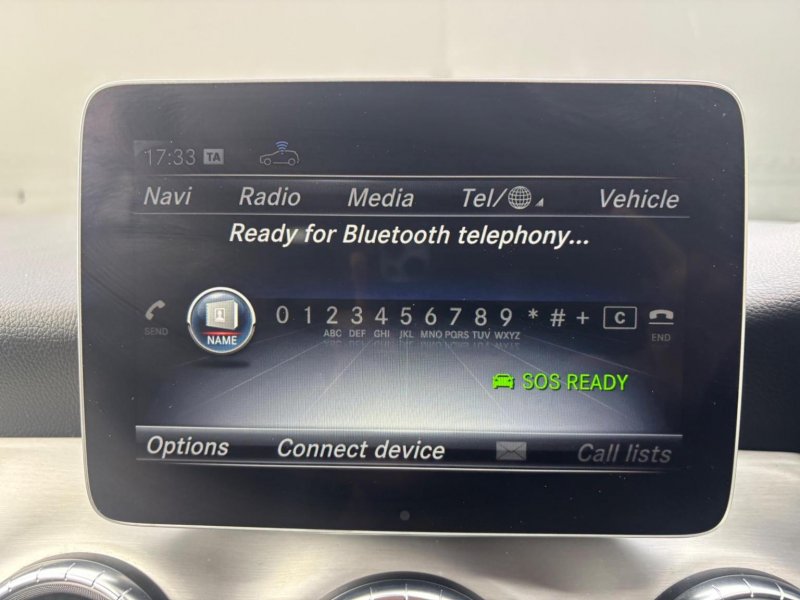 17:33 TA
Navi Radio Media Tel/ Vehicle
Ready for Bluetooth telephony...
SEND NAME 0 1 2 3 4 5 6 7 8 9 * # + C END
ABC DEF GHI JKL MNO PQRS TUV WXYZ
SOS READY
Options Connect device Call lists